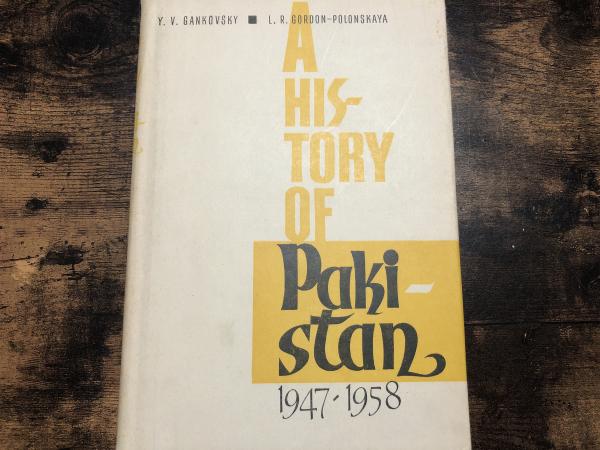 Y. V. GANKOVSKY ■ L. R. GORDON-POLONSKAYA
A
HIS-
TORY
OF
Paki-
stan
1947-1958